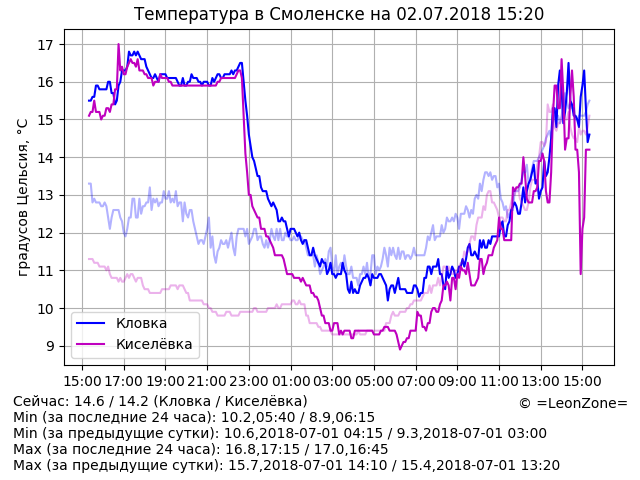 Температура в Смоленске на 02.07.2018 15:20
градусов Цельсия, °C
17
16
15
14
13
12
11
10
9
Кловка
Киселёвка
15:00 17:00 19:00 21:00 23:00 01:00 03:00 05:00 07:00 09:00 11:00 13:00 15:00
Сейчас: 14.6 / 14.2 (Кловка / Киселёвка)
© =LeonZone=
Min (за последние 24 часа): 10.2,05:40 / 8.9,06:15
Min (за предыдущие сутки): 10.6,2018-07-01 04:15 / 9.3,2018-07-01 03:00
Max (за последние 24 часа): 16.8,17:15 / 17.0,16:45
Max (за предыдущие сутки): 15.7,2018-07-01 14:10 / 15.4,2018-07-01 13:20